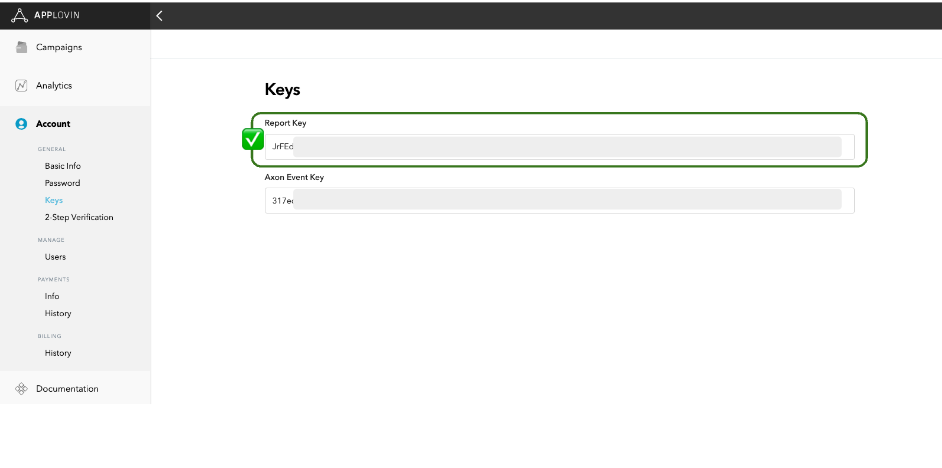 APPLOVIN
Campaigns
Analytics
Account
GENERAL
Basic Info
Password
Keys
2-Step Verification
MANAGE
Users
PAYMENTS
Info
History
BILLING
History
Documentation
Keys
Report Key
JrFEd
Axon Event Key
317e